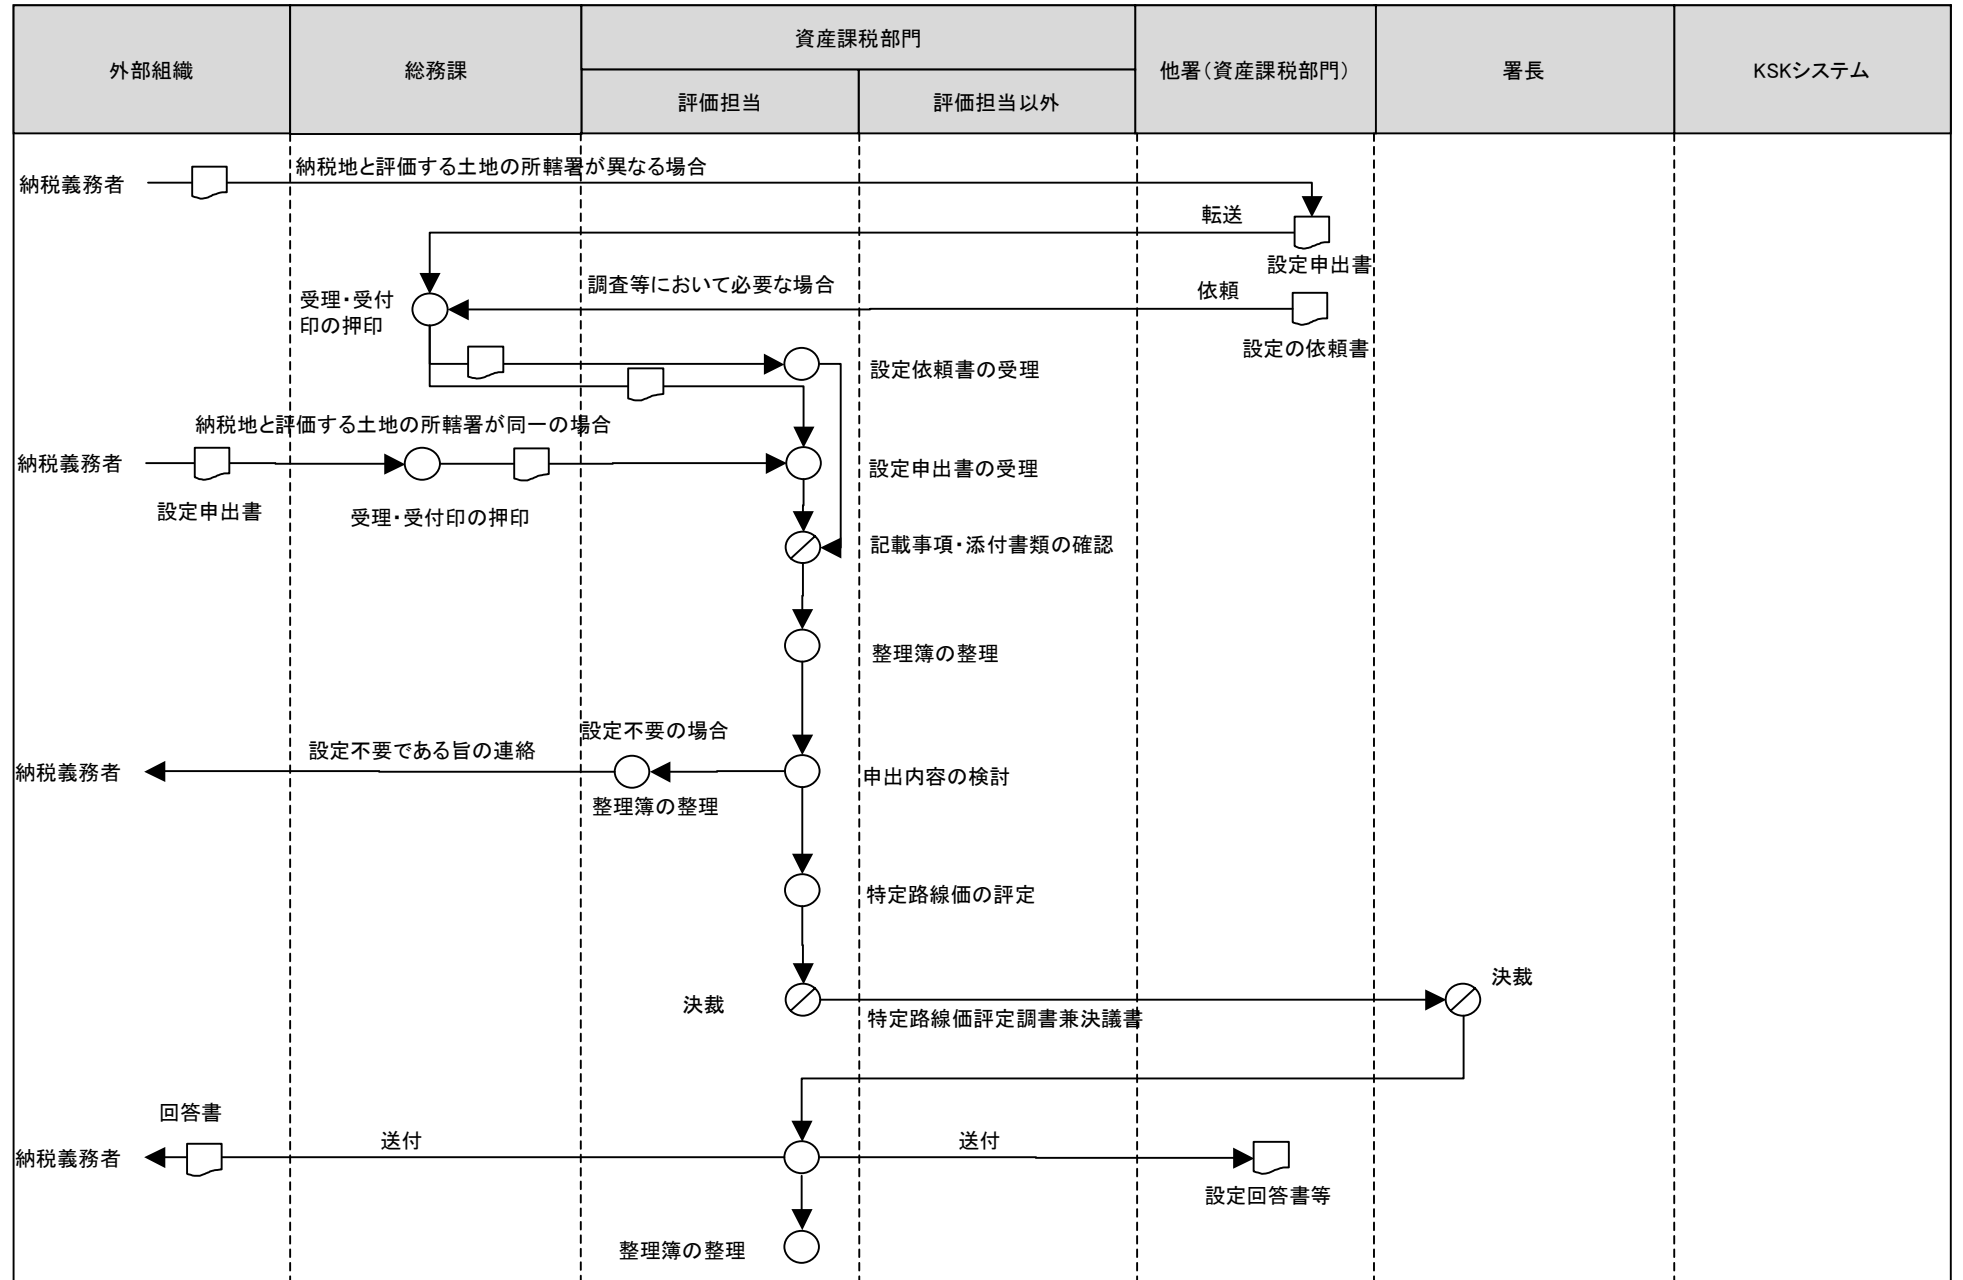 外部組織
総務課
資産課税部門
評価担当
評価担当以外
他署(資産課税部門)
署長
KSKシステム
納税義務者
納税地と評価する土地の所轄署が異なる場合
転送
設定申出書
受理・受付
印の押印
調査等において必要な場合
依頼
設定の依頼書
設定依頼書の受理
納税地と評価する土地の所轄署が同一の場合
納税義務者
設定申出書の受理
設定申出書
受理・受付印の押印
記載事項・添付書類の確認
整理簿の整理
設定不要の場合
設定不要である旨の連絡
納税義務者
申出内容の検討
整理簿の整理
特定路線価の評定
決裁
決裁
特定路線価評定調書兼決議書
回答書
納税義務者
送付
送付
設定回答書等
整理簿の整理